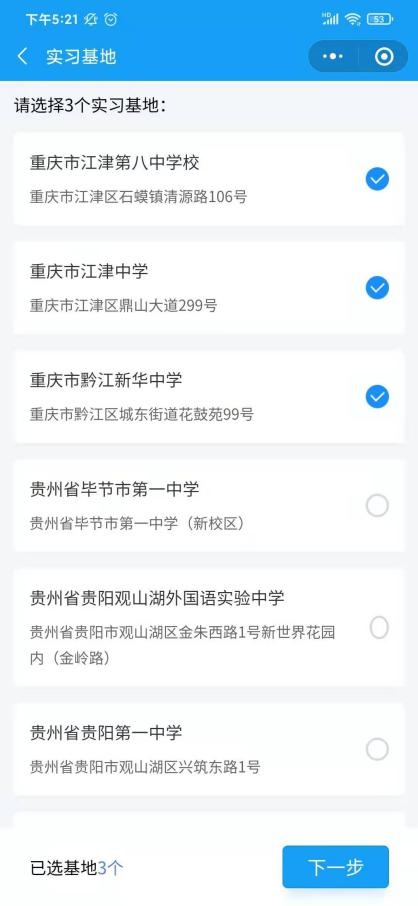 下午5:21
HD
53
实习基地
请选择3个实习基地：
重庆市江津第八中学校
重庆市江津区石蟆镇清源路106号
重庆市江津中学
重庆市江津区鼎山大道299号
重庆市黔江新华中学
重庆市黔江区城东街道花鼓苑99号
贵州省毕节市第一中学
贵州省毕节市第一中学（新校区）
贵州省贵阳观山湖外国语实验中学
贵州省贵阳市观山湖区金朱西路1号新世界花园
内（金岭路）
贵州省贵阳第一中学
贵州省贵阳市观山湖区兴筑东路1号
已选基地3个
下一步